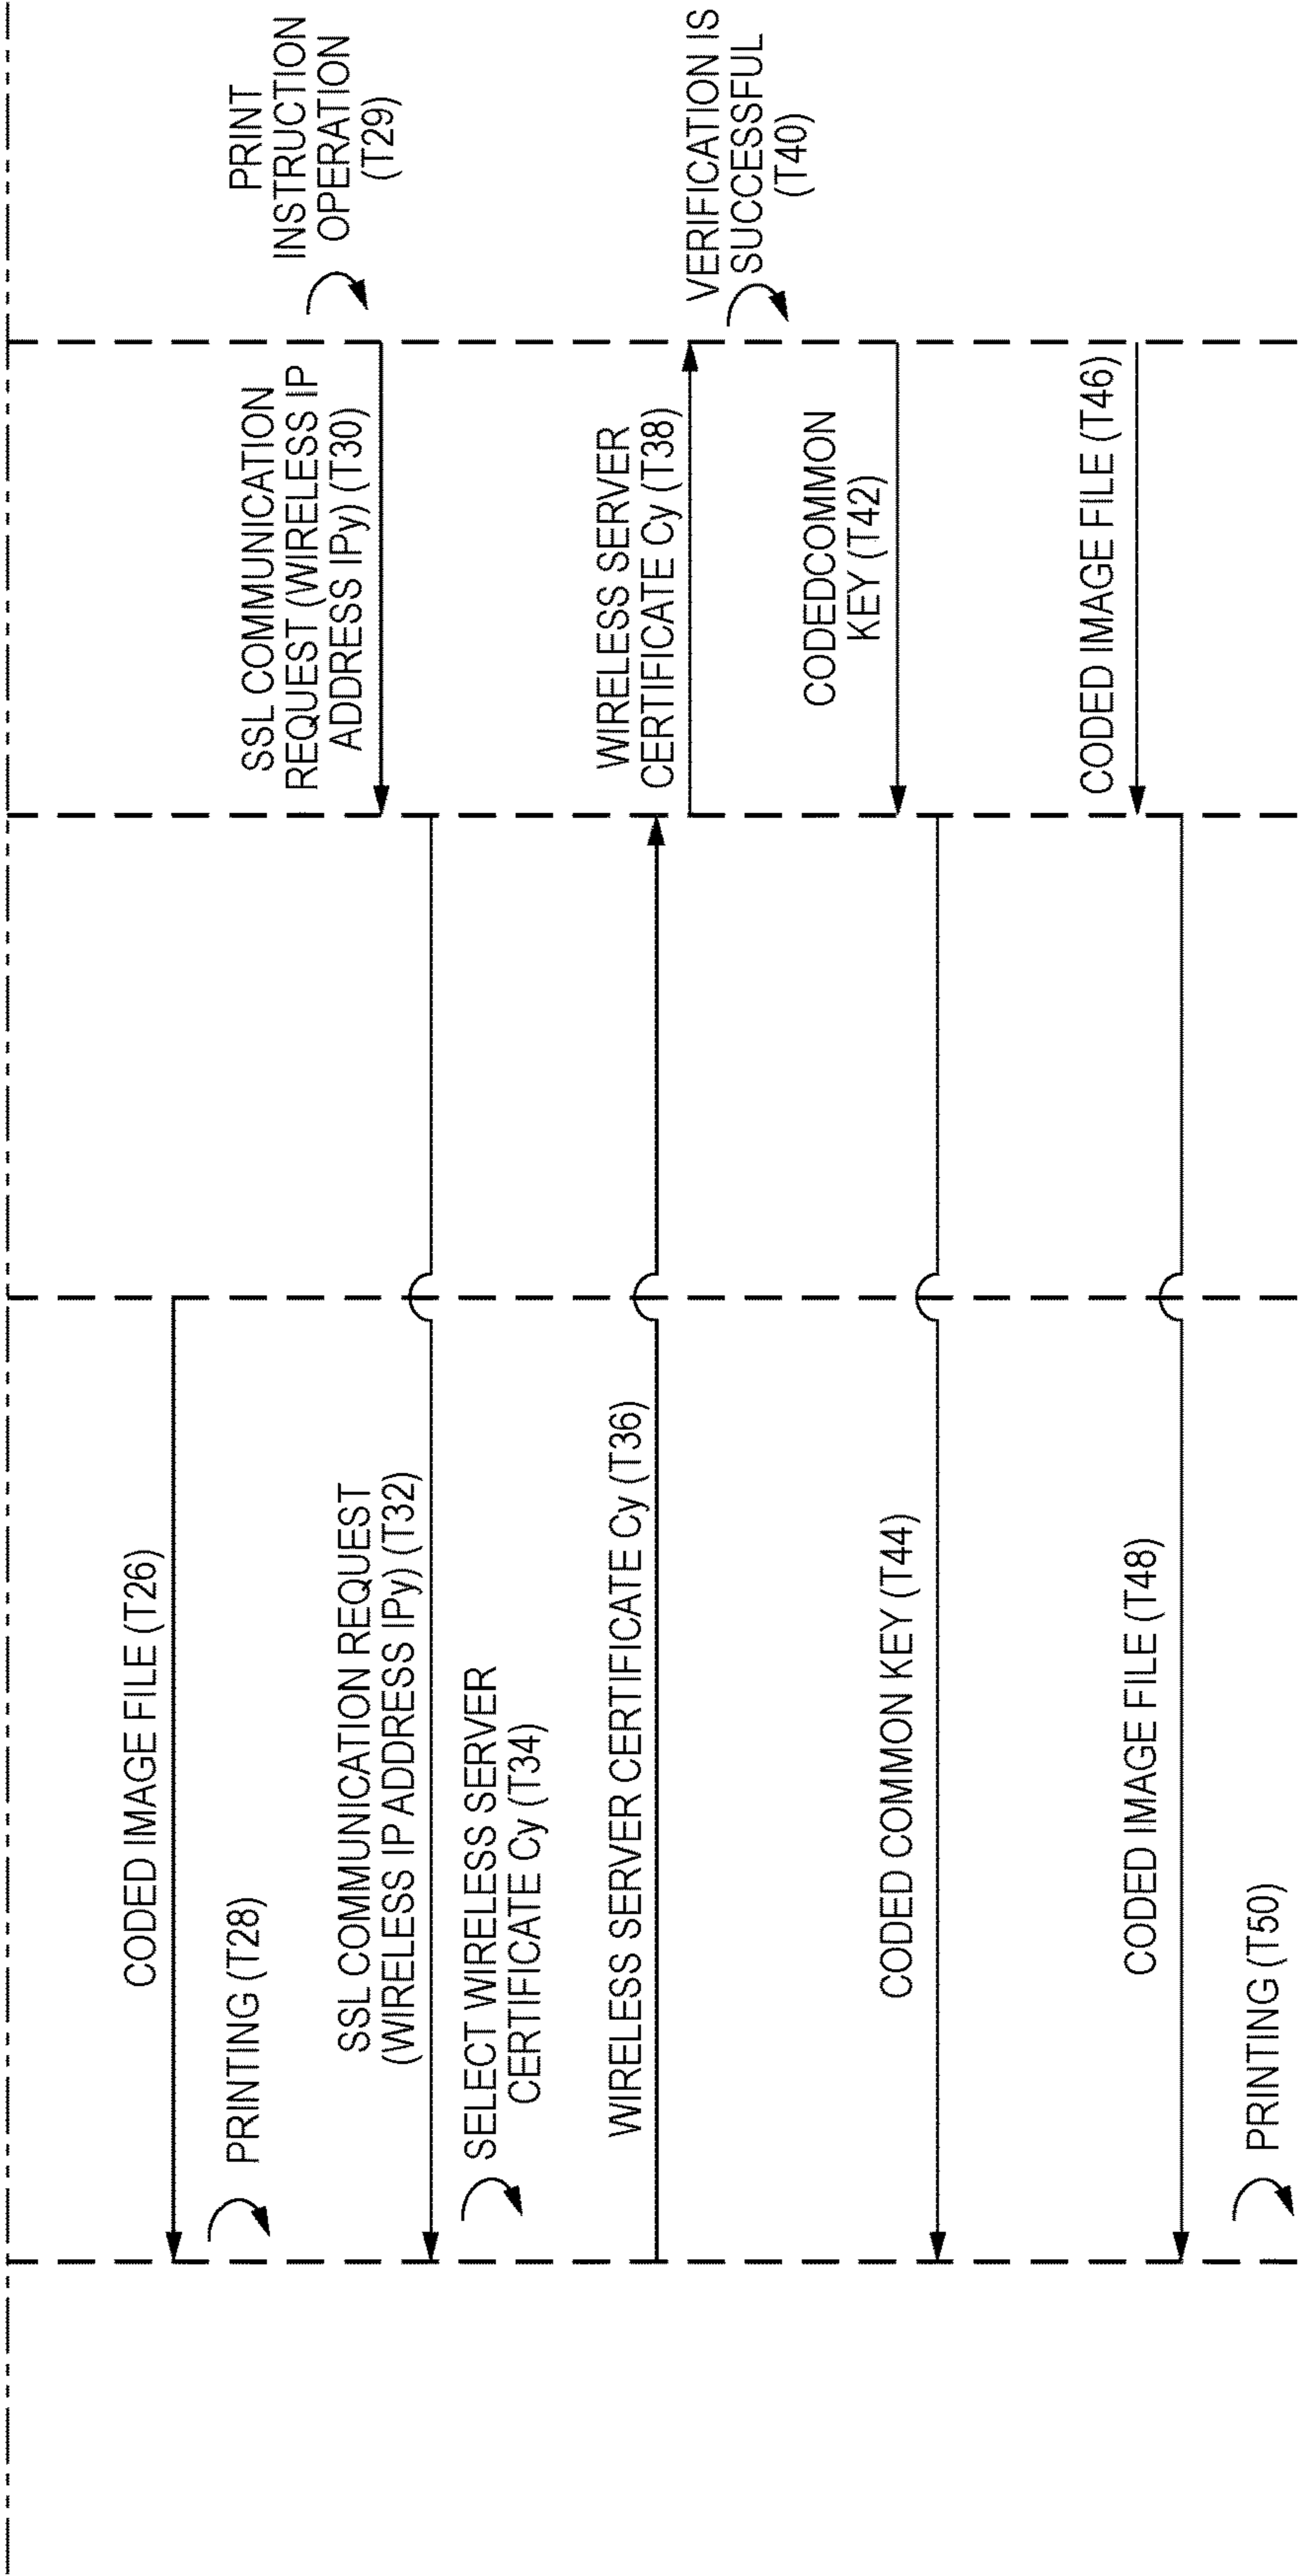 CODED IMAGE FILE (T26)
PRINTING (T28)
PRINT
INSTRUCTION
OPERATION
(T29)
SSL COMMUNICATION
REQUEST (WIRELESS IP
ADDRESS IPy) (T30)
SSL COMMUNICATION REQUEST
(WIRELESS IP ADDRESS IPy) (T32)
SELECT WIRELESS SERVER
CERTIFICATE Cy (T34)
WIRELESS SERVER CERTIFICATE Cy (T36)
WIRELESS SERVER
CERTIFICATE Cy (T38)
VERIFICATION IS
SUCCESSFUL
(T40)
CODEDCOMMON
KEY (T42)
CODED COMMON KEY (T44)
CODED IMAGE FILE (T46)
CODED IMAGE FILE (T48)
PRINTING (T50)